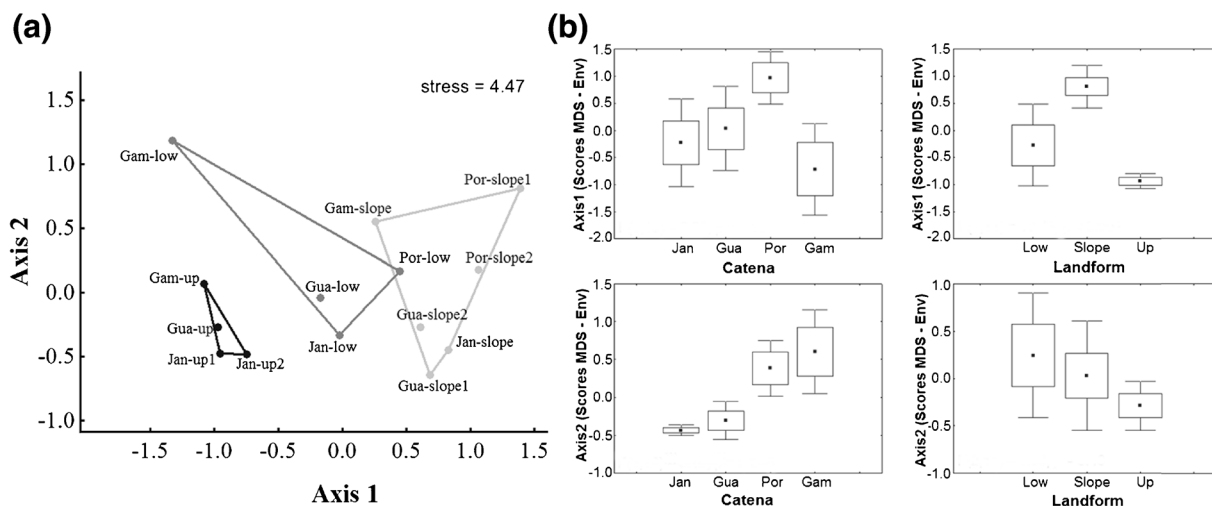 (a)
stress = 4.47
1.5
1.0
0.5
0.0
-0.5
-1.0
Axis 2
Gam-low
Por-slope1
Gam-slope
Por-low
Por-slope2
Gam-up
Gua-low
Gua-up
Gua-slope2
Jan-low
Jan-slope
Jan-up1
Jan-up2
Gua-slope1
-1.5 -1.0 -0.5 0.0 0.5 1.0 1.5
Axis 1
(b)
Axis1 (Scores MDS - Env)
1.5
1.0
0.5
0.0
-0.5
-1.0
-1.5
-2.0
Jan Gua Por Gam
Catena
Axis1 (Scores MDS - Env)
1.5
1.0
0.5
0.0
-0.5
-1.0
-1.5
-2.0
Low Slope Up
Landform
Axis2 (Scores MDS - Env)
1.5
1.0
0.5
0.0
-0.5
-1.0
Jan Gua Por Gam
Catena
Axis2 (Scores MDS - Env)
1.0
0.5
0.0
-0.5
-1.0
Low Slope Up
Landform